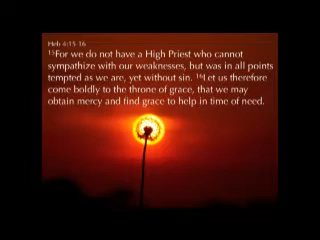 Heb 4:15-16
¹⁵For we do not have a High Priest who cannot
sympathize with our weaknesses, but was in all points
tempted as we are, yet without sin. ¹⁶Let us therefore
come boldly to the throne of grace, that we may
obtain mercy and find grace to help in time of need.